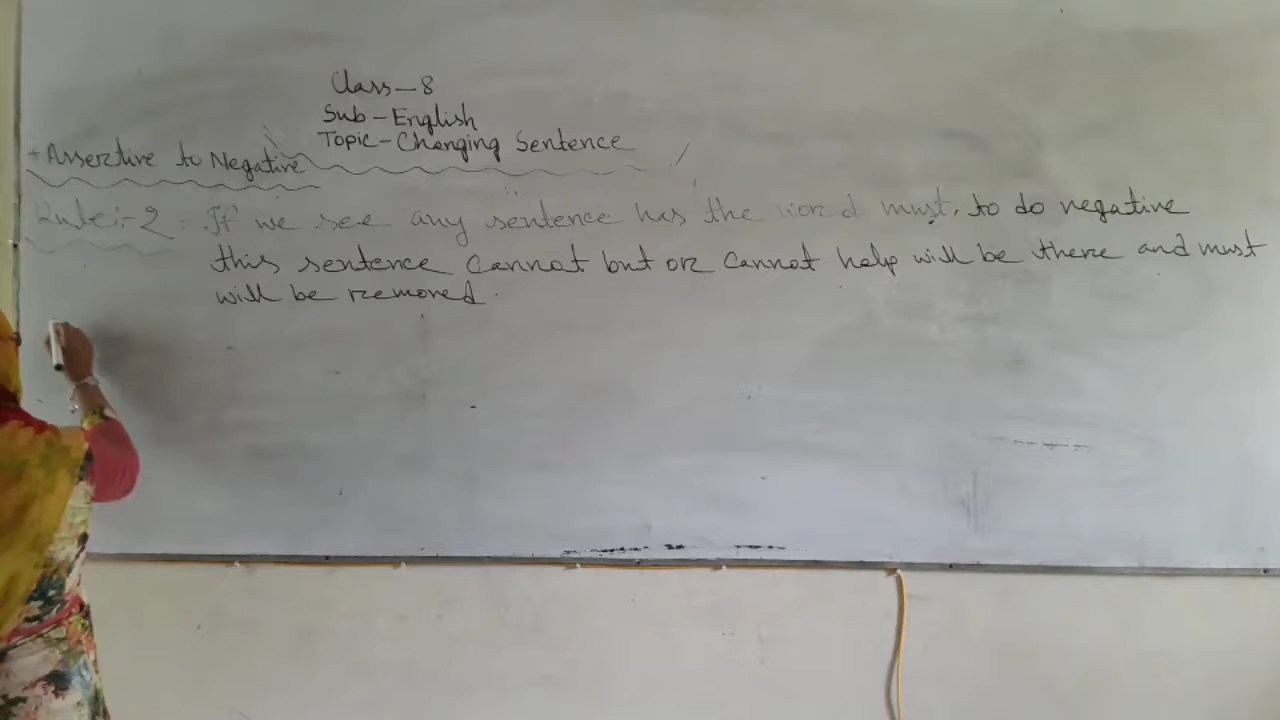 Class-8
Sub-English
Topic-Changing Sentence
+ Assertive to Negative
Rule:-2 - If we see any sentence has the word must, to do negative
this sentence cannot but or cannot help will be there and must
will be removed.